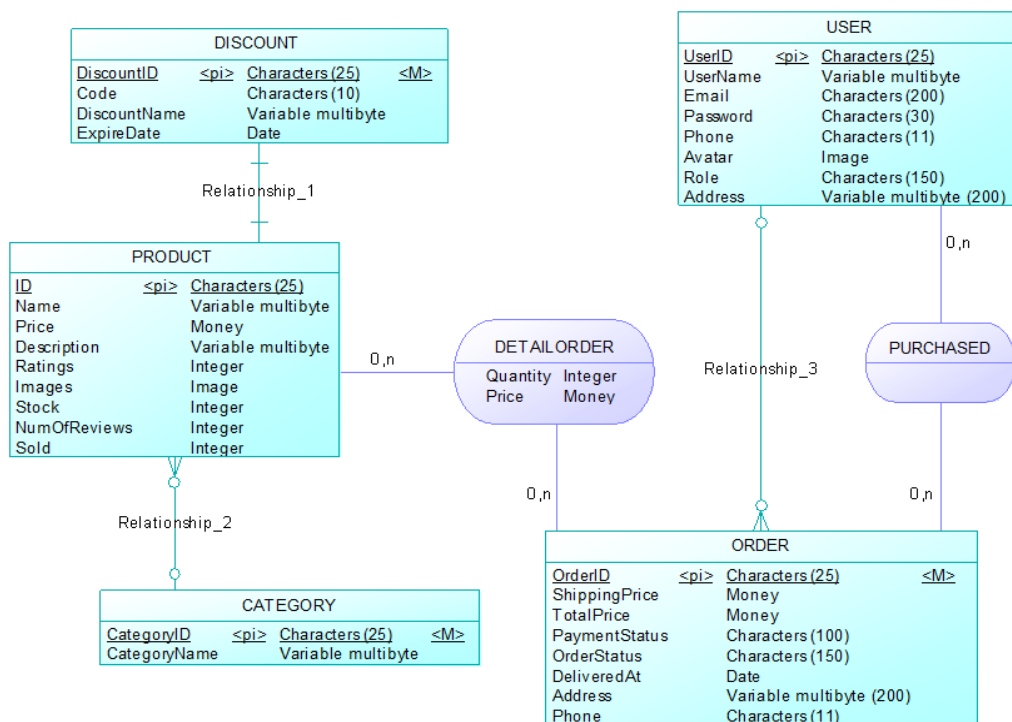 DISCOUNT
DiscountID <pi> Characters (25) <M>
Code Characters (10)
DiscountName Variable multibyte
ExpireDate Date
Relationship_1
PRODUCT
ID <pi> Characters (25)
Name Variable multibyte
Price Money
Description Variable multibyte
Ratings Integer
Images Image
Stock Integer
NumOfReviews Integer
Sold Integer
Relationship_2
CATEGORY
CategoryID <pi> Characters (25) <M>
CategoryName Variable multibyte
0,n
DETAILORDER
Quantity Integer
Price Money
0,n
USER
UserID <pi> Characters (25)
UserName Variable multibyte
Email Characters (200)
Password Characters (30)
Phone Characters (11)
Avatar Image
Role Characters (150)
Address Variable multibyte (200)
Relationship_3
0,n
PURCHASED
0,n
ORDER
OrderID <pi> Characters (25) <M>
ShippingPrice Money
TotalPrice Money
PaymentStatus Characters (100)
OrderStatus Characters (150)
DeliveredAt Date
Address Variable multibyte (200)
Phone Characters (11)